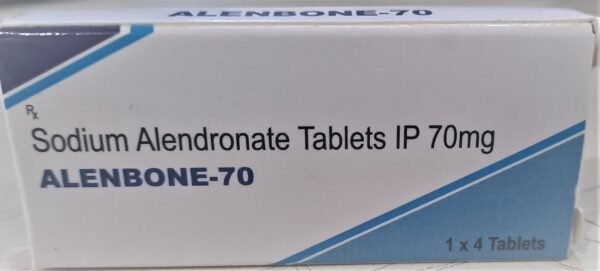 ALENBONE-70
Rx
Sodium Alendronate Tablets IP 70mg
ALENBONE-70
1 x 4 Tablets